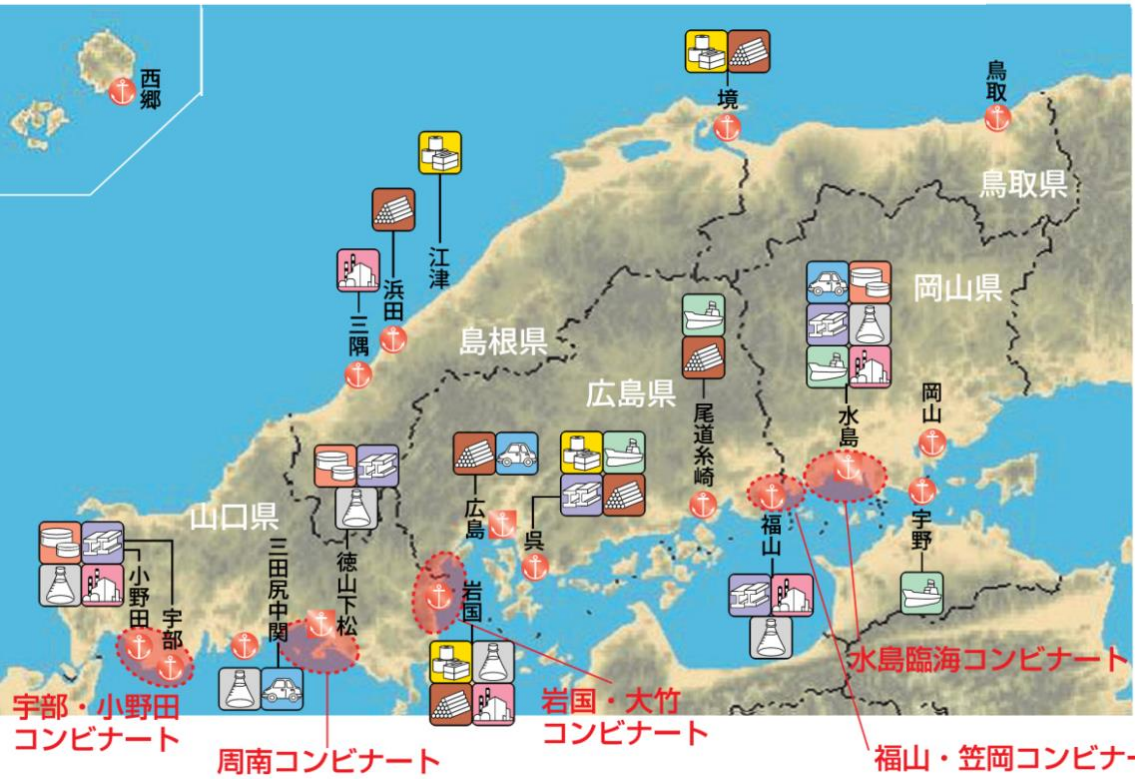 西郷
境
鳥取
鳥取県
江津
浜田
三隅
島根県
岡山県
広島県
尾道糸崎
水島
岡山
山口県
広島
呉
福山
宇野
小野田
宇部
三田尻中関
徳山下松
岩国
水島臨海コンビナート
宇部・小野田
コンビナート
岩国・大竹
コンビナート
周南コンビナート
福山・笠岡コンビナー